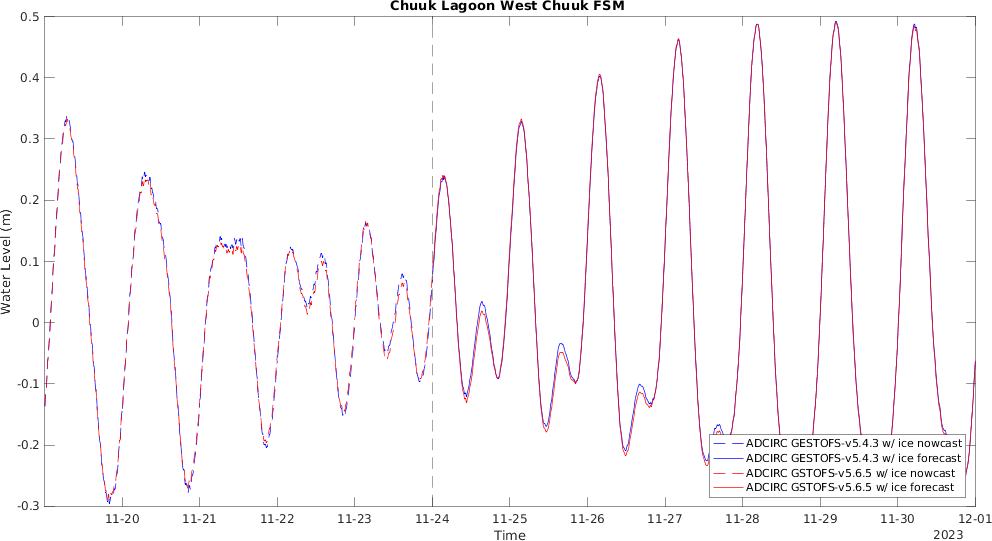 Chuuk Lagoon West Chuuk FSM
Water Level (m)
0.5
0.4
0.3
0.2
0.1
0
-0.1
-0.2
-0.3
ADCIRC GESTOFS-v5.4.3 w/ ice nowcast
ADCIRC GESTOFS-v5.4.3 w/ ice forecast
ADCIRC GSTOFS-v5.6.5 w/ ice nowcast
ADCIRC GSTOFS-v5.6.5 w/ ice forecast
11-20 11-21 11-22 11-23 11-24 11-25 11-26 11-27 11-28 11-29 11-30 12-01
Time
2023